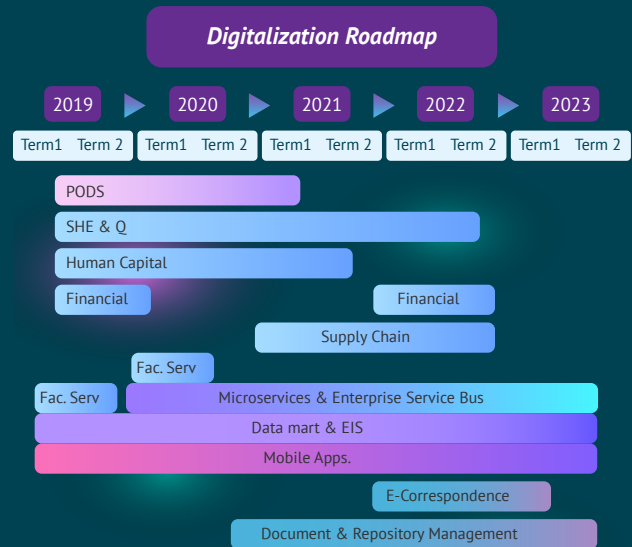 Digitalization Roadmap
2019 2020 2021 2022 2023
Term1 Term 2 Term1 Term 2 Term1 Term 2 Term1 Term 2 Term1 Term 2
PODS
SHE & Q
Human Capital
Financial Financial
Supply Chain
Fac. Serv
Fac. Serv Microservices & Enterprise Service Bus
Data mart & EIS
Mobile Apps.
E-Correspondence
Document & Repository Management